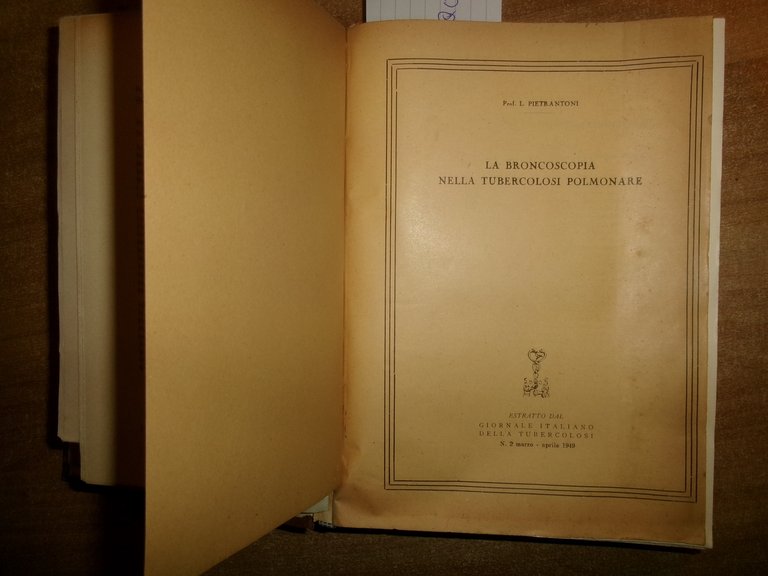 Prof. L. PIETRANTONI
LA BRONCOSCOPIA
NELLA TUBERCOLOSI POLMONARE
ESTRATTO DAL
GIORNALE ITALIANO
DELLA TUBERCOLOSI
N. 2 marzo - aprile 1949